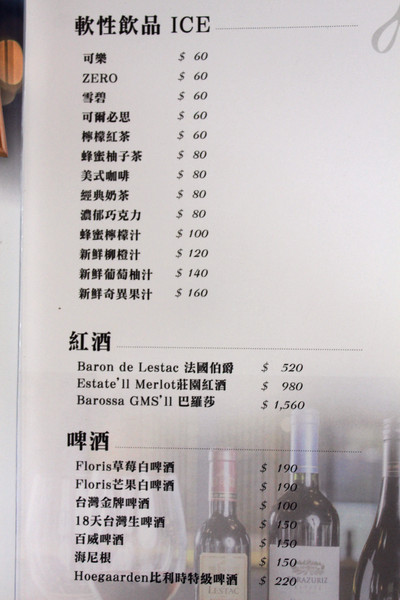 軟性飲品 ICE
可樂 $ 60
ZERO $ 60
雪碧 $ 60
可爾必思 $ 60
檸檬紅茶 $ 60
蜂蜜柚子茶 $ 80
美式咖啡 $ 80
經典奶茶 $ 80
濃郁巧克力 $ 80
蜂蜜檸檬汁 $ 100
新鮮柳橙汁 $ 120
新鮮葡萄柚汁 $ 140
新鮮奇異果汁 $ 160
紅酒
Baron de Lestac 法國伯爵 $ 520
Estate'll Merlot莊園紅酒 $ 980
Barossa GMS'll 巴羅莎 $ 1,560
啤酒
Floris草莓白啤酒 $ 190
Floris芒果白啤酒 $ 190
台灣金牌啤酒 $ 100
18天台灣生啤酒 $ 150
百威啤酒 $ 150
海尼根 $ 150
Hoegaarden比利時特級啤酒 $ 220
LESTAC